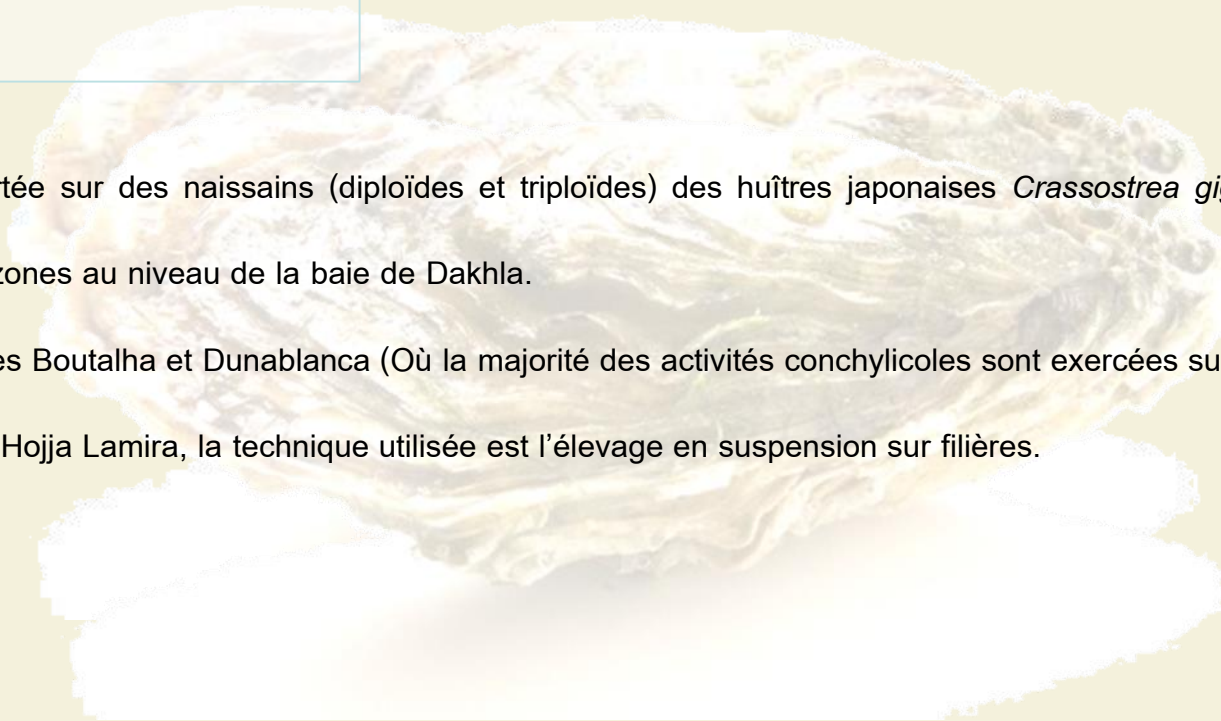 rtée sur des naissains (diploïdes et triploïdes) des huîtres japonaises Crassostrea gi
zones au niveau de la baie de Dakhla.
es Boutalha et Dunablanca (Où la majorité des activités conchylicoles sont exercées su
Hojja Lamira, la technique utilisée est l’élevage en suspension sur filières.